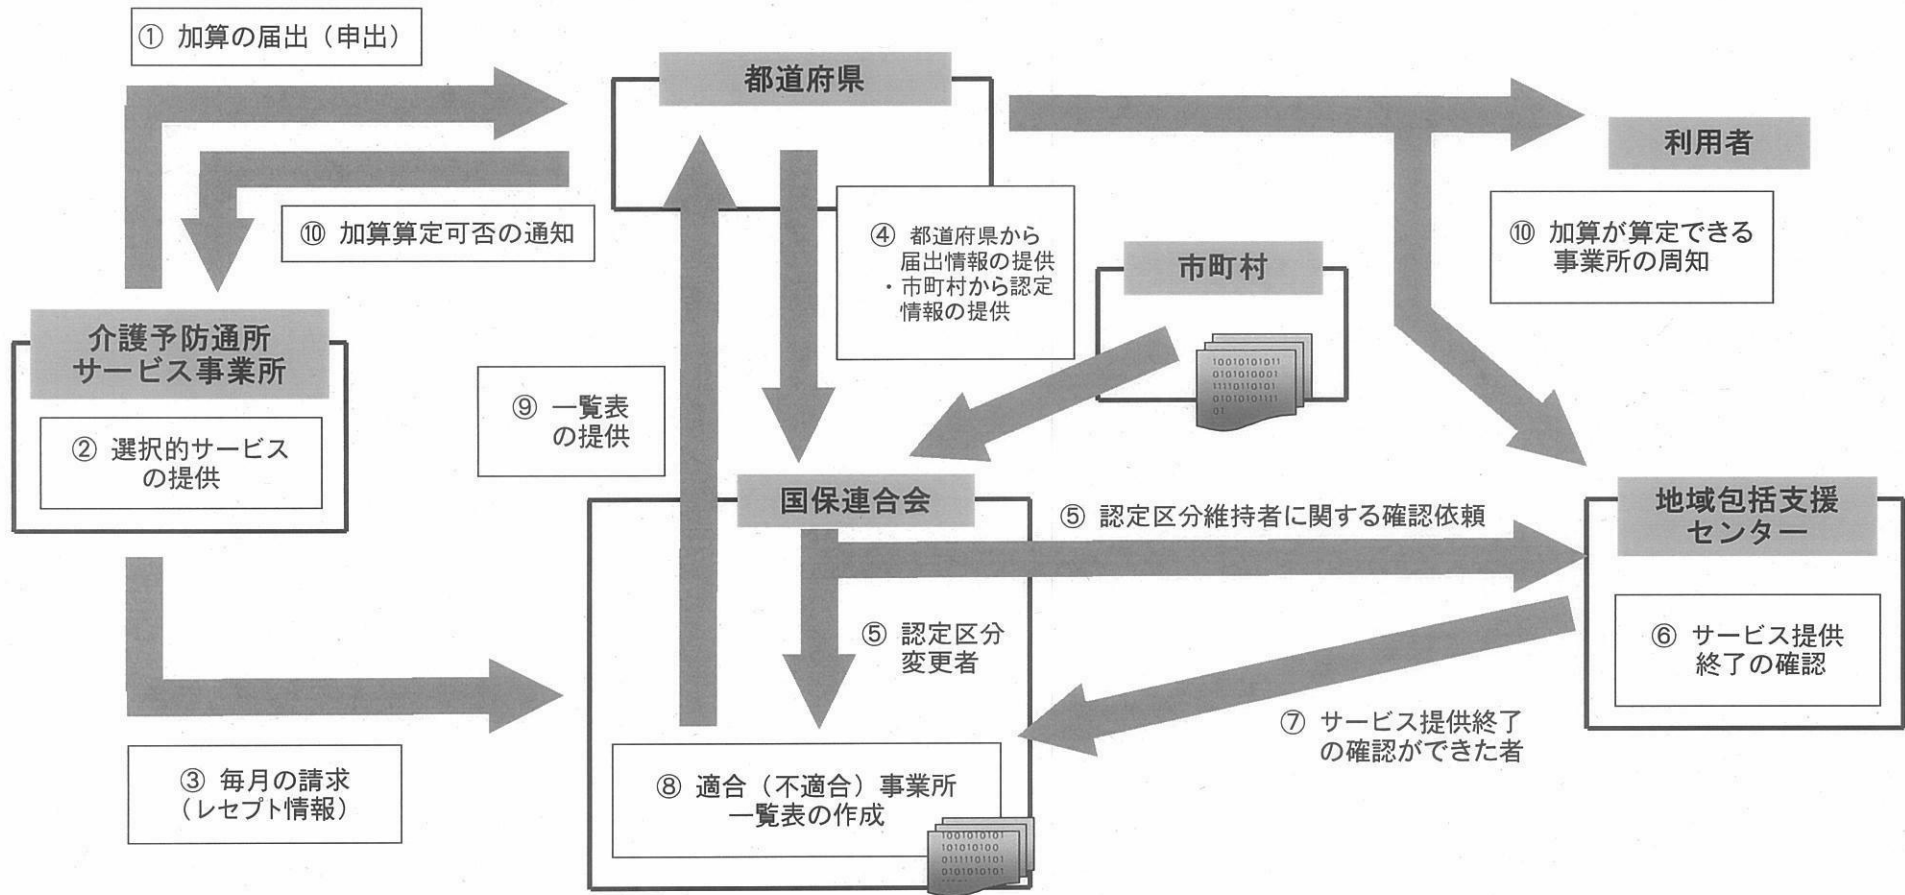 ① 加算の届出（申出）
都道府県
利用者
⑩ 加算算定可否の通知
④ 都道府県から
届出情報の提供
・市町村から認定
情報の提供
市町村
⑩ 加算が算定できる
事業所の周知
介護予防通所
サービス事業所
② 選択的サービス
の提供
⑨ 一覧表
の提供
10010101011
0101010001
11110110101
01010101111
01
国保連合会
⑤ 認定区分維持者に関する確認依頼
地域包括支援
センター
⑤ 認定区分
変更者
⑥ サービス提供
終了の確認
⑦ サービス提供終了
の確認ができた者
③ 毎月の請求
（レセプト情報）
⑧ 適合（不適合）事業所
一覧表の作成
1001010101
101010100
01111101101
0101010101